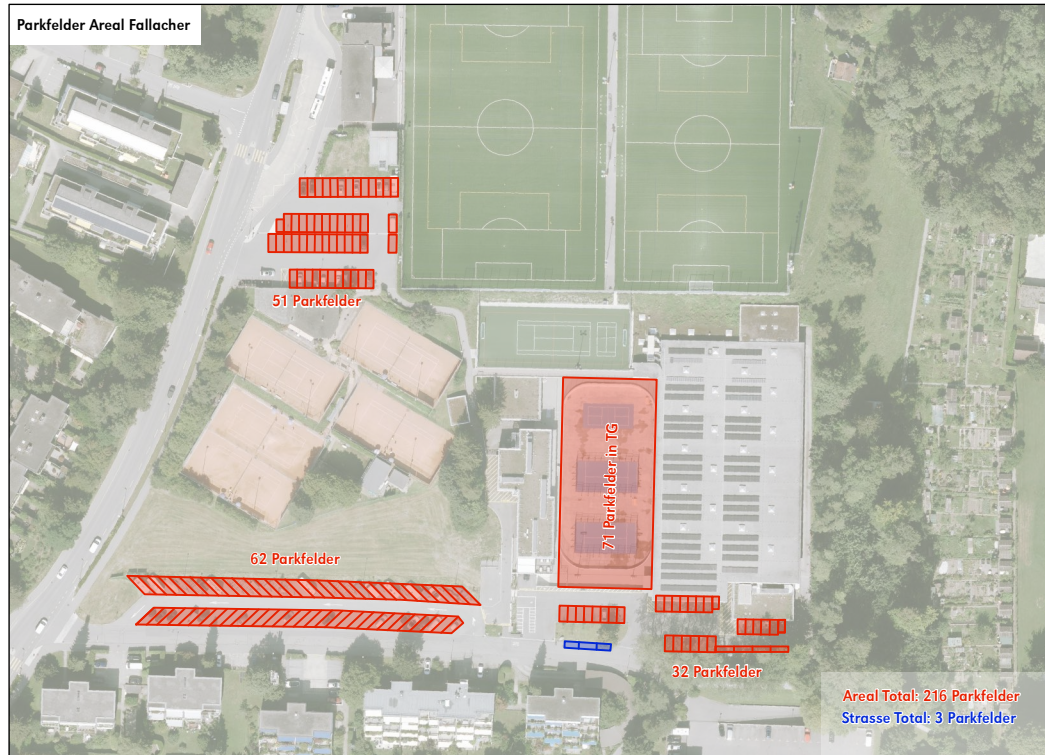 Parkfelder Areal Fallacher
51 Parkfelder
71 Parkfelder in TG
62 Parkfelder
32 Parkfelder
Areal Total: 216 Parkfelder
Strasse Total: 3 Parkfelder